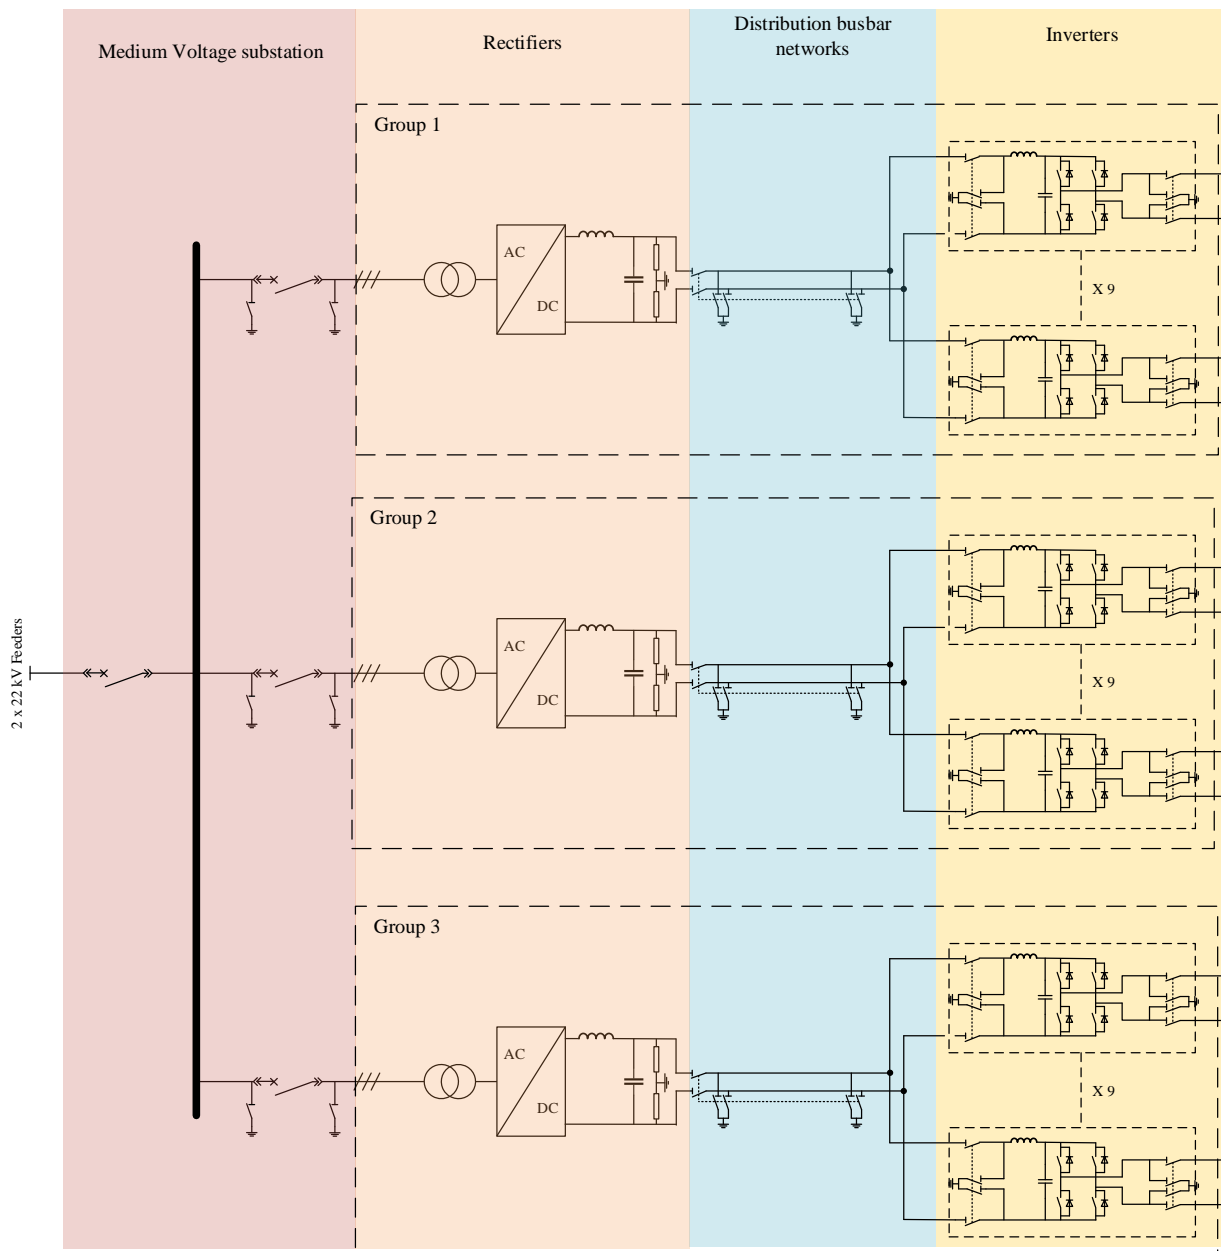 Medium Voltage substation
Rectifiers
Distribution busbar
networks
Inverters
Group 1
AC
DC
X 9
Group 2
AC
DC
X 9
2 x 22 kV Feeders
Group 3
AC
DC
X 9